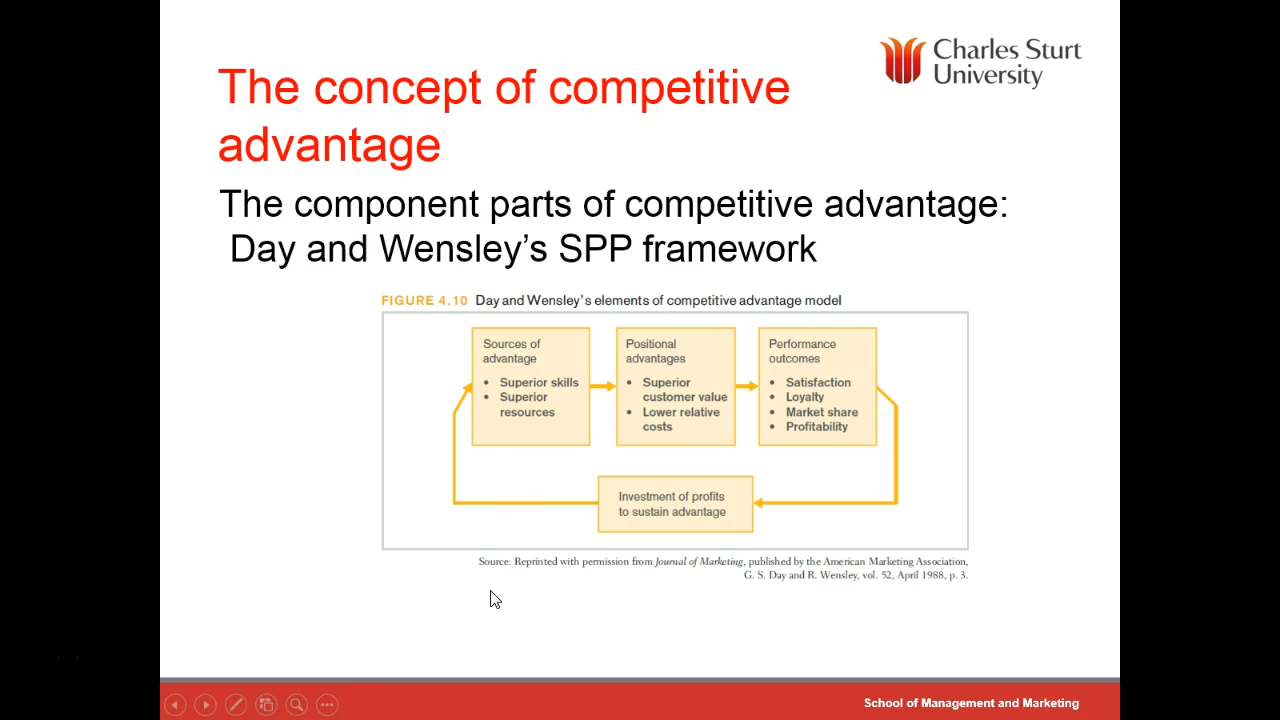 Charles Sturt
University
The concept of competitive
advantage
The component parts of competitive advantage:
Day and Wensley’s SPP framework
FIGURE 4.10 Day and Wensley’s elements of competitive advantage model
Sources of
advantage
• Superior skills
• Superior
resources
Positional
advantages
• Superior
customer value
• Lower relative
costs
Performance
outcomes
• Satisfaction
• Loyalty
• Market share
• Profitability
Investment of profits
to sustain advantage
Source: Reprinted with permission from Journal of Marketing, published by the American Marketing Association,
G. S. Day and R. Wensley, vol. 52, April 1988, p. 3.
School of Management and Marketing